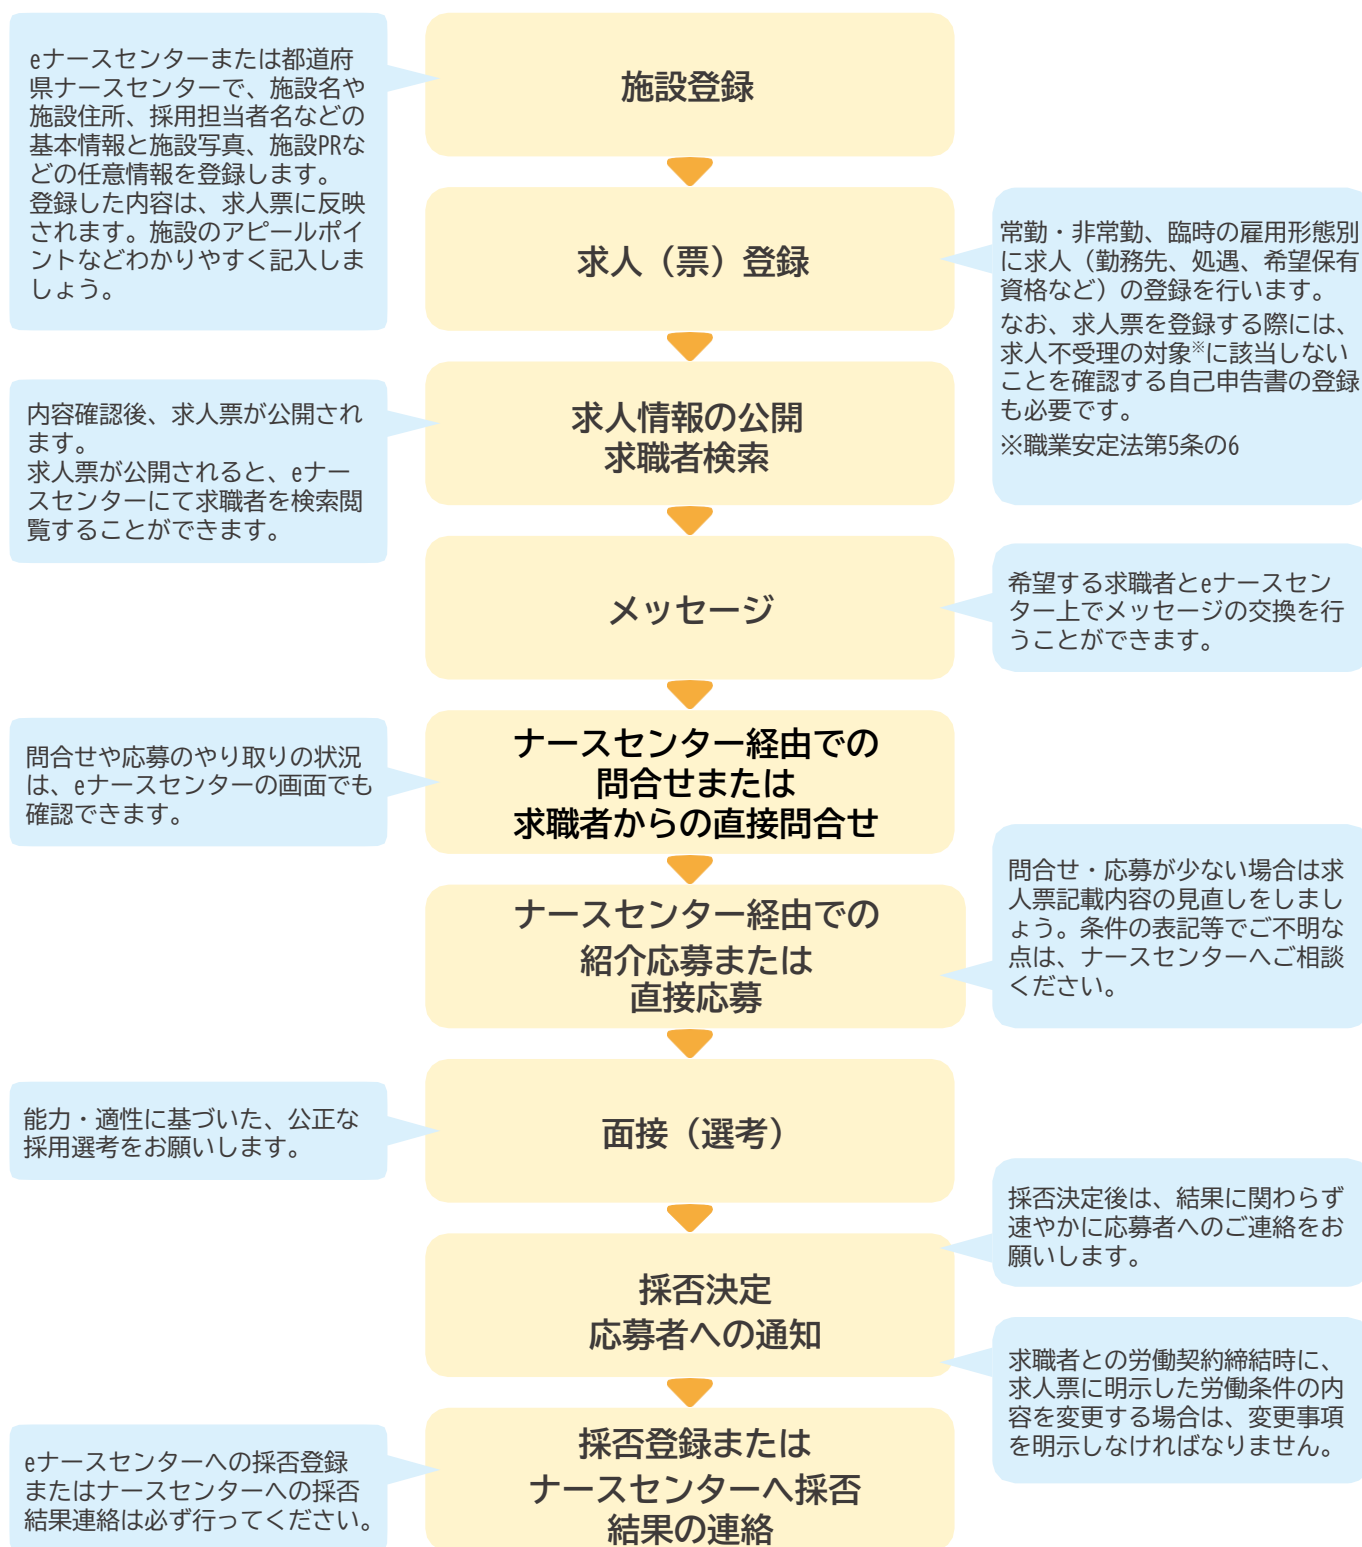 施設登録
eナースセンターまたは都道府
県ナースセンターで、施設名や
施設住所、採用担当者名などの
基本情報と施設写真、施設PRな
どの任意情報を登録します。
登録した内容は、求人票に反映
されます。施設のアピールポイ
ントなどわかりやすく記入しま
しょう。
求人（票）登録
常勤・非常勤、臨時の雇用形態別
に求人（勤務先、処遇、希望保有
資格など）の登録を行います。
なお、求人票を登録する際には、
求人不受理の対象※に該当しない
ことを確認する自己申告書の登録
も必要です。
※職業安定法第5条の6
求人情報の公開
求職者検索
内容確認後、求人票が公開され
ます。
求人票が公開されると、eナー
スセンターにて求職者を検索閲
覧することができます。
メッセージ
希望する求職者とeナースセン
ター上でメッセージの交換を行
うことができます。
ナースセンター経由での
問合せまたは
求職者からの直接問合せ
問合せや応募のやり取りの状況
は、eナースセンターの画面でも
確認できます。
ナースセンター経由での
紹介応募または
直接応募
問合せ・応募が少ない場合は求
人票記載内容の見直しをしまし
ょう。条件の表記等でご不明な
点は、ナースセンターへご相談
ください。
面接（選考）
能力・適性に基づいた、公正な
採用選考をお願いします。
採否決定
応募者への通知
採否決定後は、結果に関わらず
速やかに応募者へのご連絡をお
願いします。
求職者との労働契約締結時に、
求人票に明示した労働条件の内
容を変更する場合は、変更事項
を明示しなければなりません。
採否登録または
ナースセンターへ採否
結果の連絡
eナースセンターへの採否登録
またはナースセンターへの採否
結果連絡は必ず行ってください。